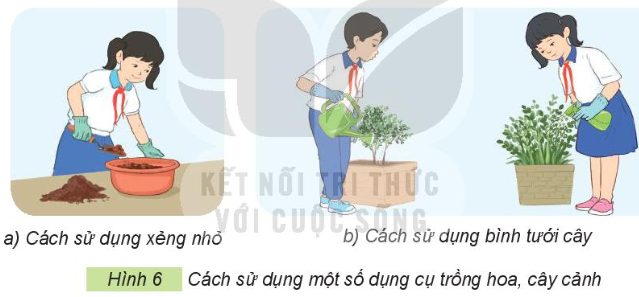 KẾT NỐI TRI THỨC
VỚI CUỘC SỐNG
a) Cách sử dụng xẻng nhỏ
b) Cách sử dụng bình tưới cây
Hình 6 Cách sử dụng một số dụng cụ trồng hoa, cây cảnh